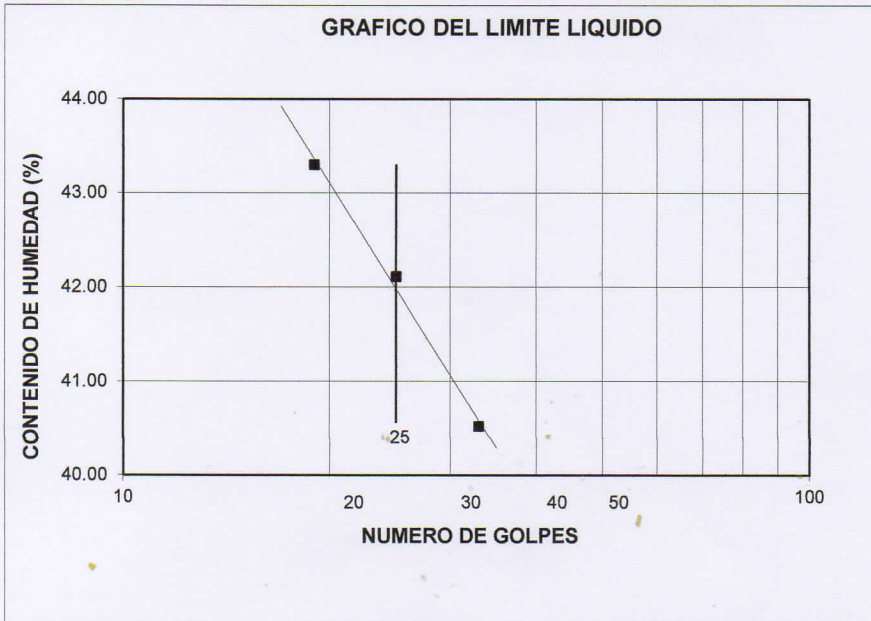 GRAFICO DEL LIMITE LIQUIDO
44.00
43.00
42.00
41.00
40.00
CONTENIDO DE HUMEDAD (%)
25
10 20 30 40 50 100
NUMERO DE GOLPES